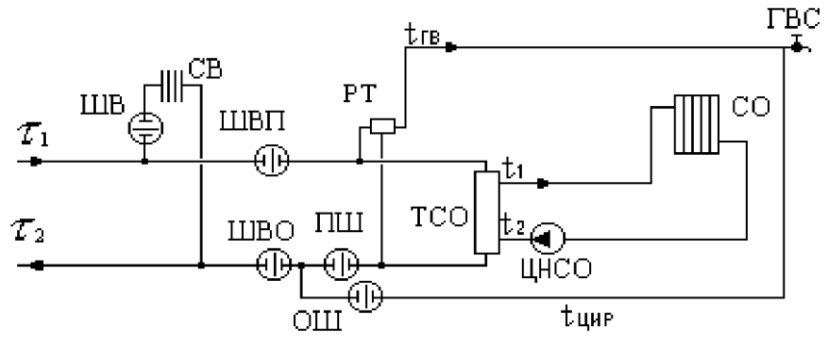 ГВС
tГВ
СВ
РТ
ШВ
СО
ШВП
τ1
t1
ТСО
t2
τ2
ШВО
ПШ
ЦНСО
ОШ
tЦИР